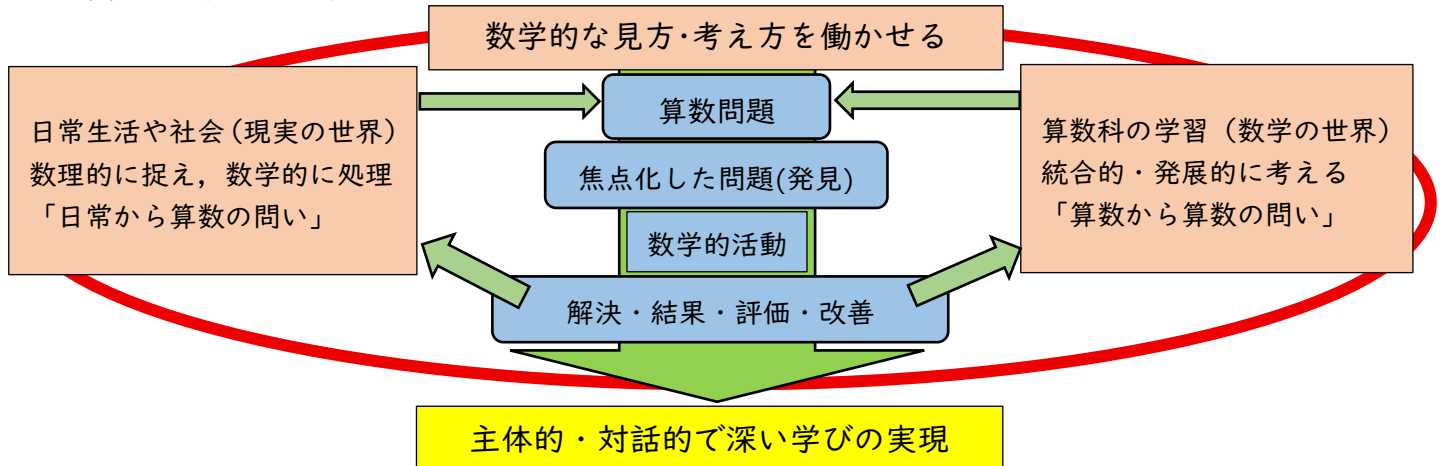 数学的な見方･考え方を働かせる
日常生活や社会(現実の世界)
数理的に捉え，数学的に処理
「日常から算数の問い」
算数問題
焦点化した問題(発見)
数学的活動
解決・結果・評価・改善
算数科の学習（数学の世界）
統合的・発展的に考える
「算数から算数の問い」
主体的・対話的で深い学びの実現